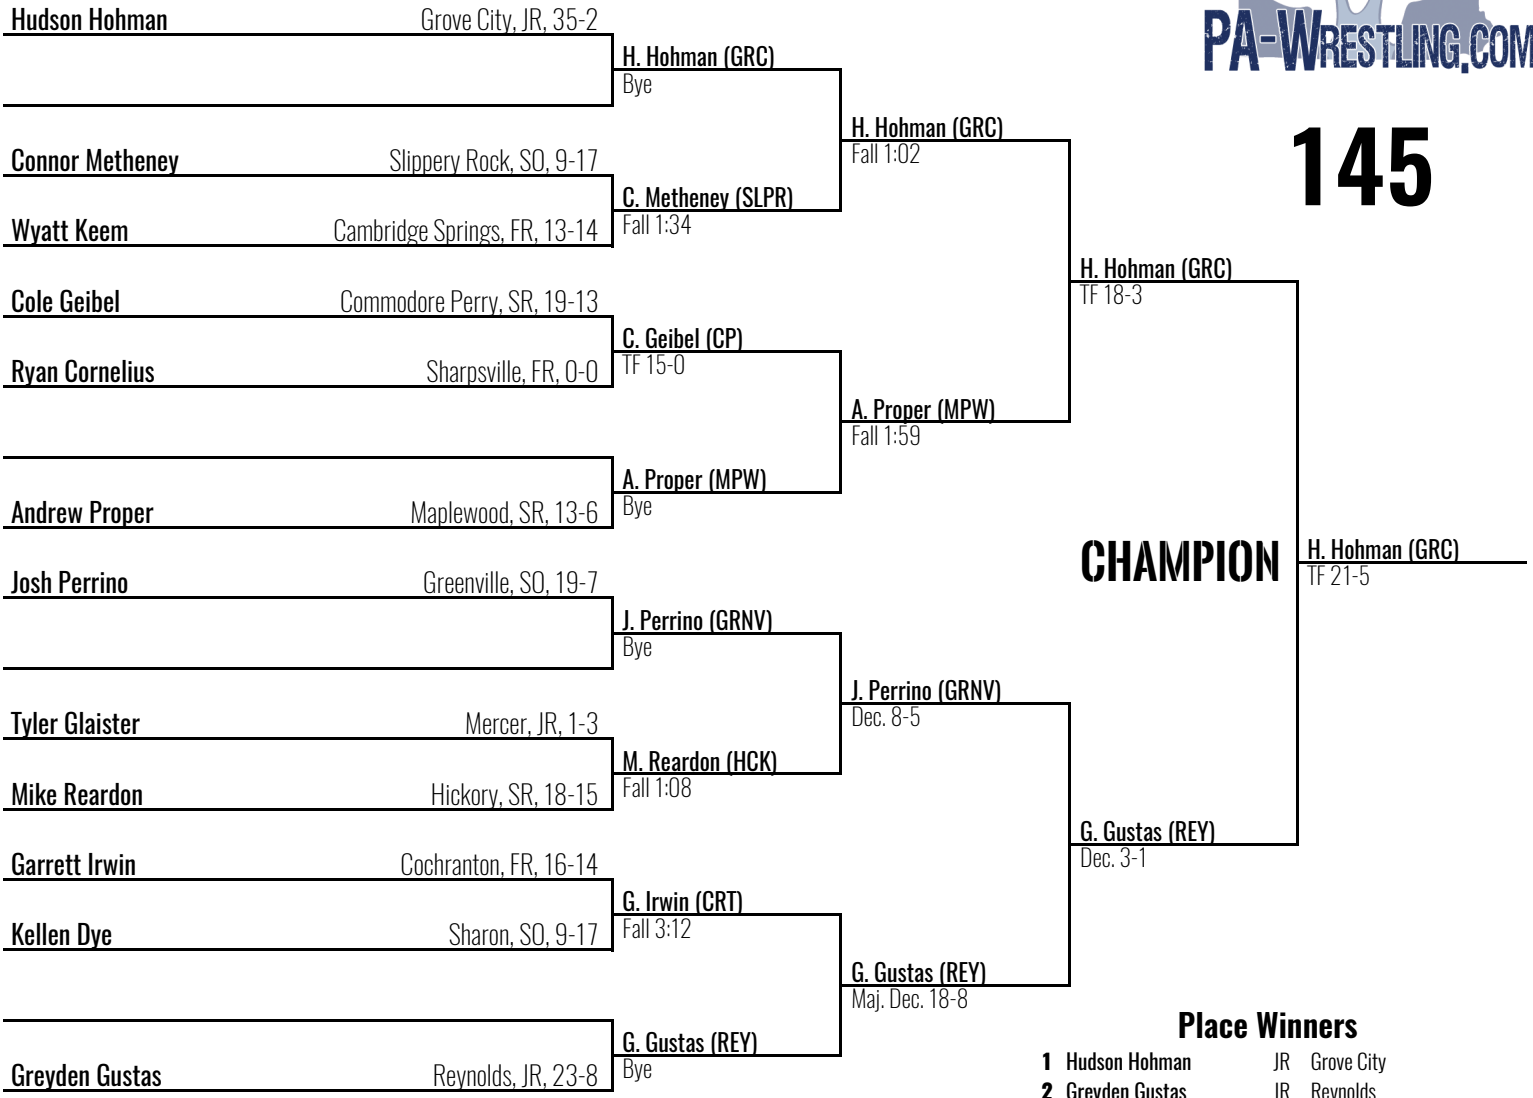 PA-WRESTLING.COM
145
Hudson Hohman Grove City, JR, 35-2
H. Hohman (GRC)
Bye
H. Hohman (GRC)
Fall 1:02
Connor Metheney Slippery Rock, SO, 9-17
C. Metheney (SLPR)
Fall 1:34
Wyatt Keem Cambridge Springs, FR, 13-14
H. Hohman (GRC)
TF 18-3
Cole Geibel Commodore Perry, SR, 19-13
C. Geibel (CP)
TF 15-0
Ryan Cornelius Sharpsville, FR, 0-0
A. Proper (MPW)
Fall 1:59
A. Proper (MPW)
Bye
Andrew Proper Maplewood, SR, 13-6
CHAMPION
H. Hohman (GRC)
TF 21-5
Josh Perrino Greenville, SO, 19-7
J. Perrino (GRNV)
Bye
J. Perrino (GRNV)
Dec. 8-5
Tyler Glaister Mercer, JR, 1-3
M. Reardon (HCK)
Fall 1:08
Mike Reardon Hickory, SR, 18-15
G. Gustas (REY)
Dec. 3-1
Garrett Irwin Cochranton, FR, 16-14
G. Irwin (CRT)
Fall 3:12
Kellen Dye Sharon, SO, 9-17
G. Gustas (REY)
Maj. Dec. 18-8
G. Gustas (REY)
Bye
Greyden Gustas Reynolds, JR, 23-8
Place Winners
1 Hudson Hohman JR Grove City
2 Greyden Gustas JR Reynolds